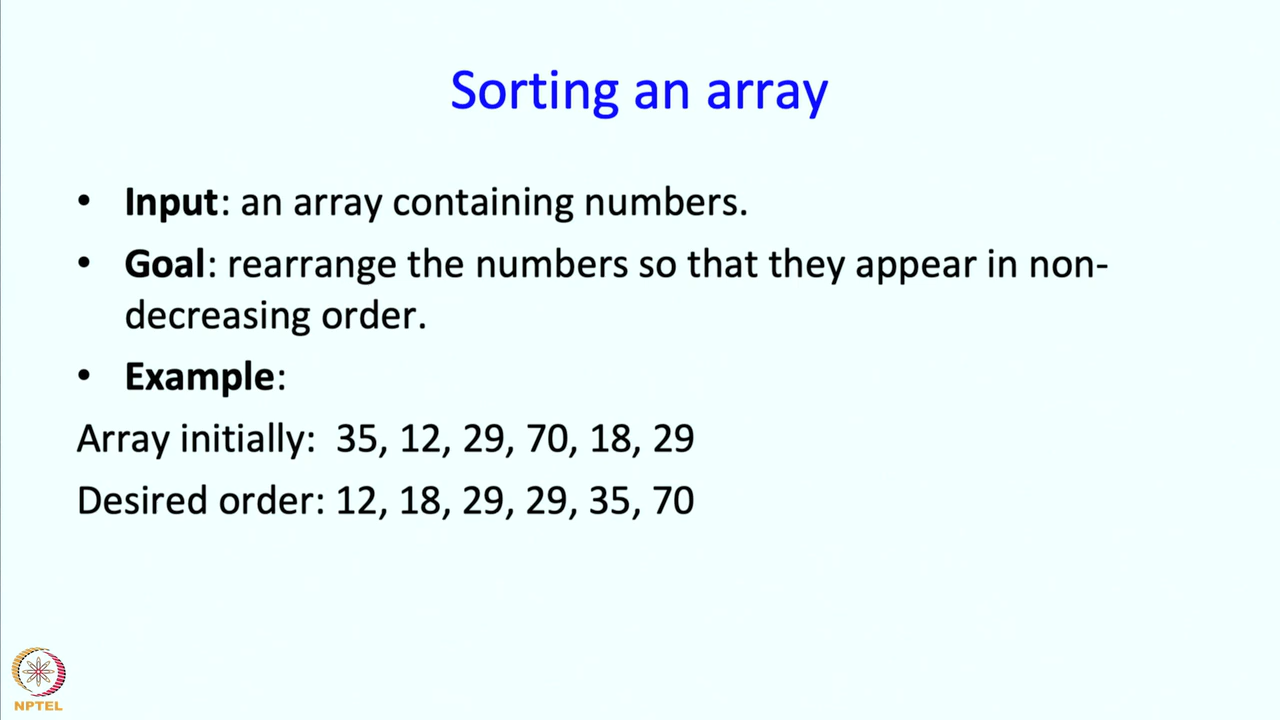 Sorting an array
• Input: an array containing numbers.
• Goal: rearrange the numbers so that they appear in non-
decreasing order.
• Example:
Array initially: 35, 12, 29, 70, 18, 29
Desired order: 12, 18, 29, 29, 35, 70
NPTEL